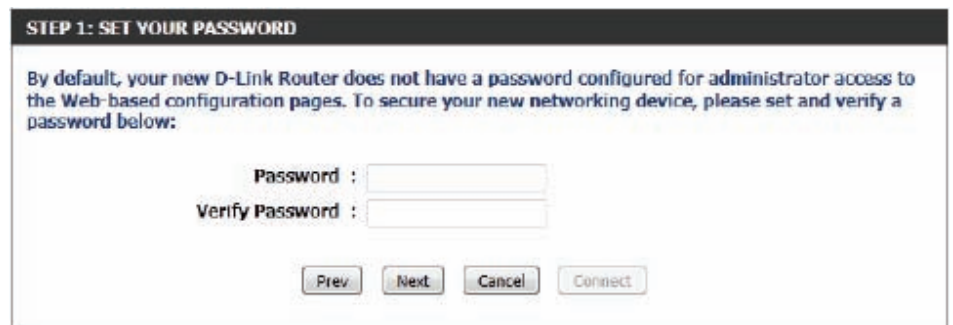 STEP 1: SET YOUR PASSWORD
By default, your new D-Link Router does not have a password configured for administrator access to
the Web-based configuration pages. To secure your new networking device, please set and verify a
password below:
Password :
Verify Password :
Prev Next Cancel Connect